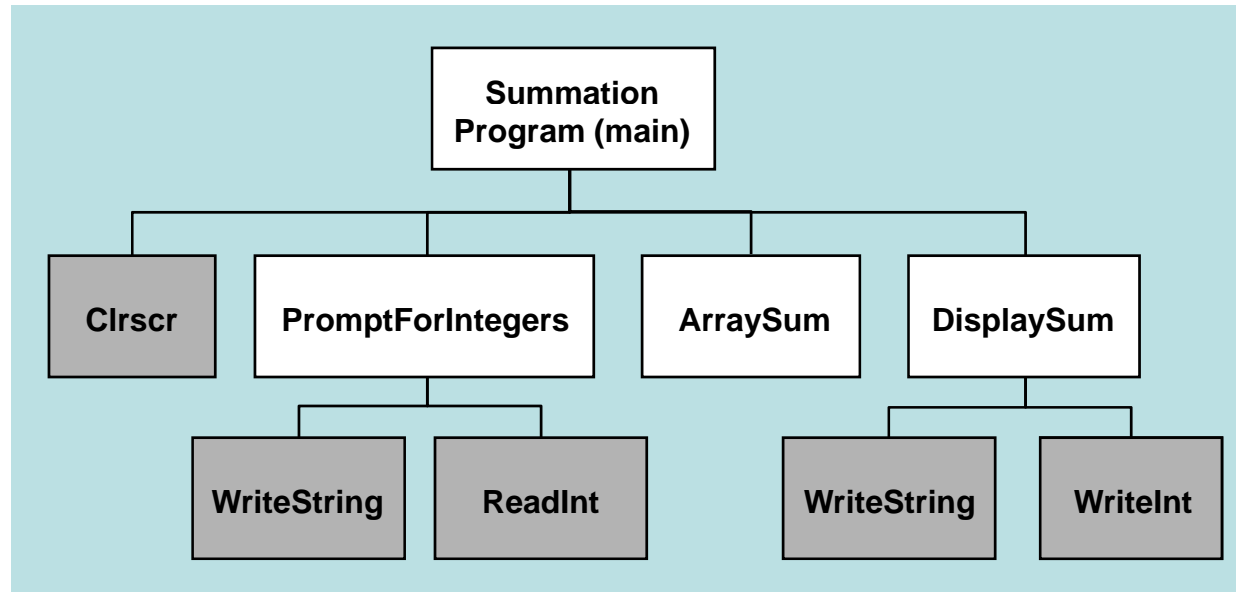 Summation
Program (main)
Clrscr
PromptForIntegers
ArraySum
DisplaySum
WriteString
ReadInt
WriteString
WriteInt